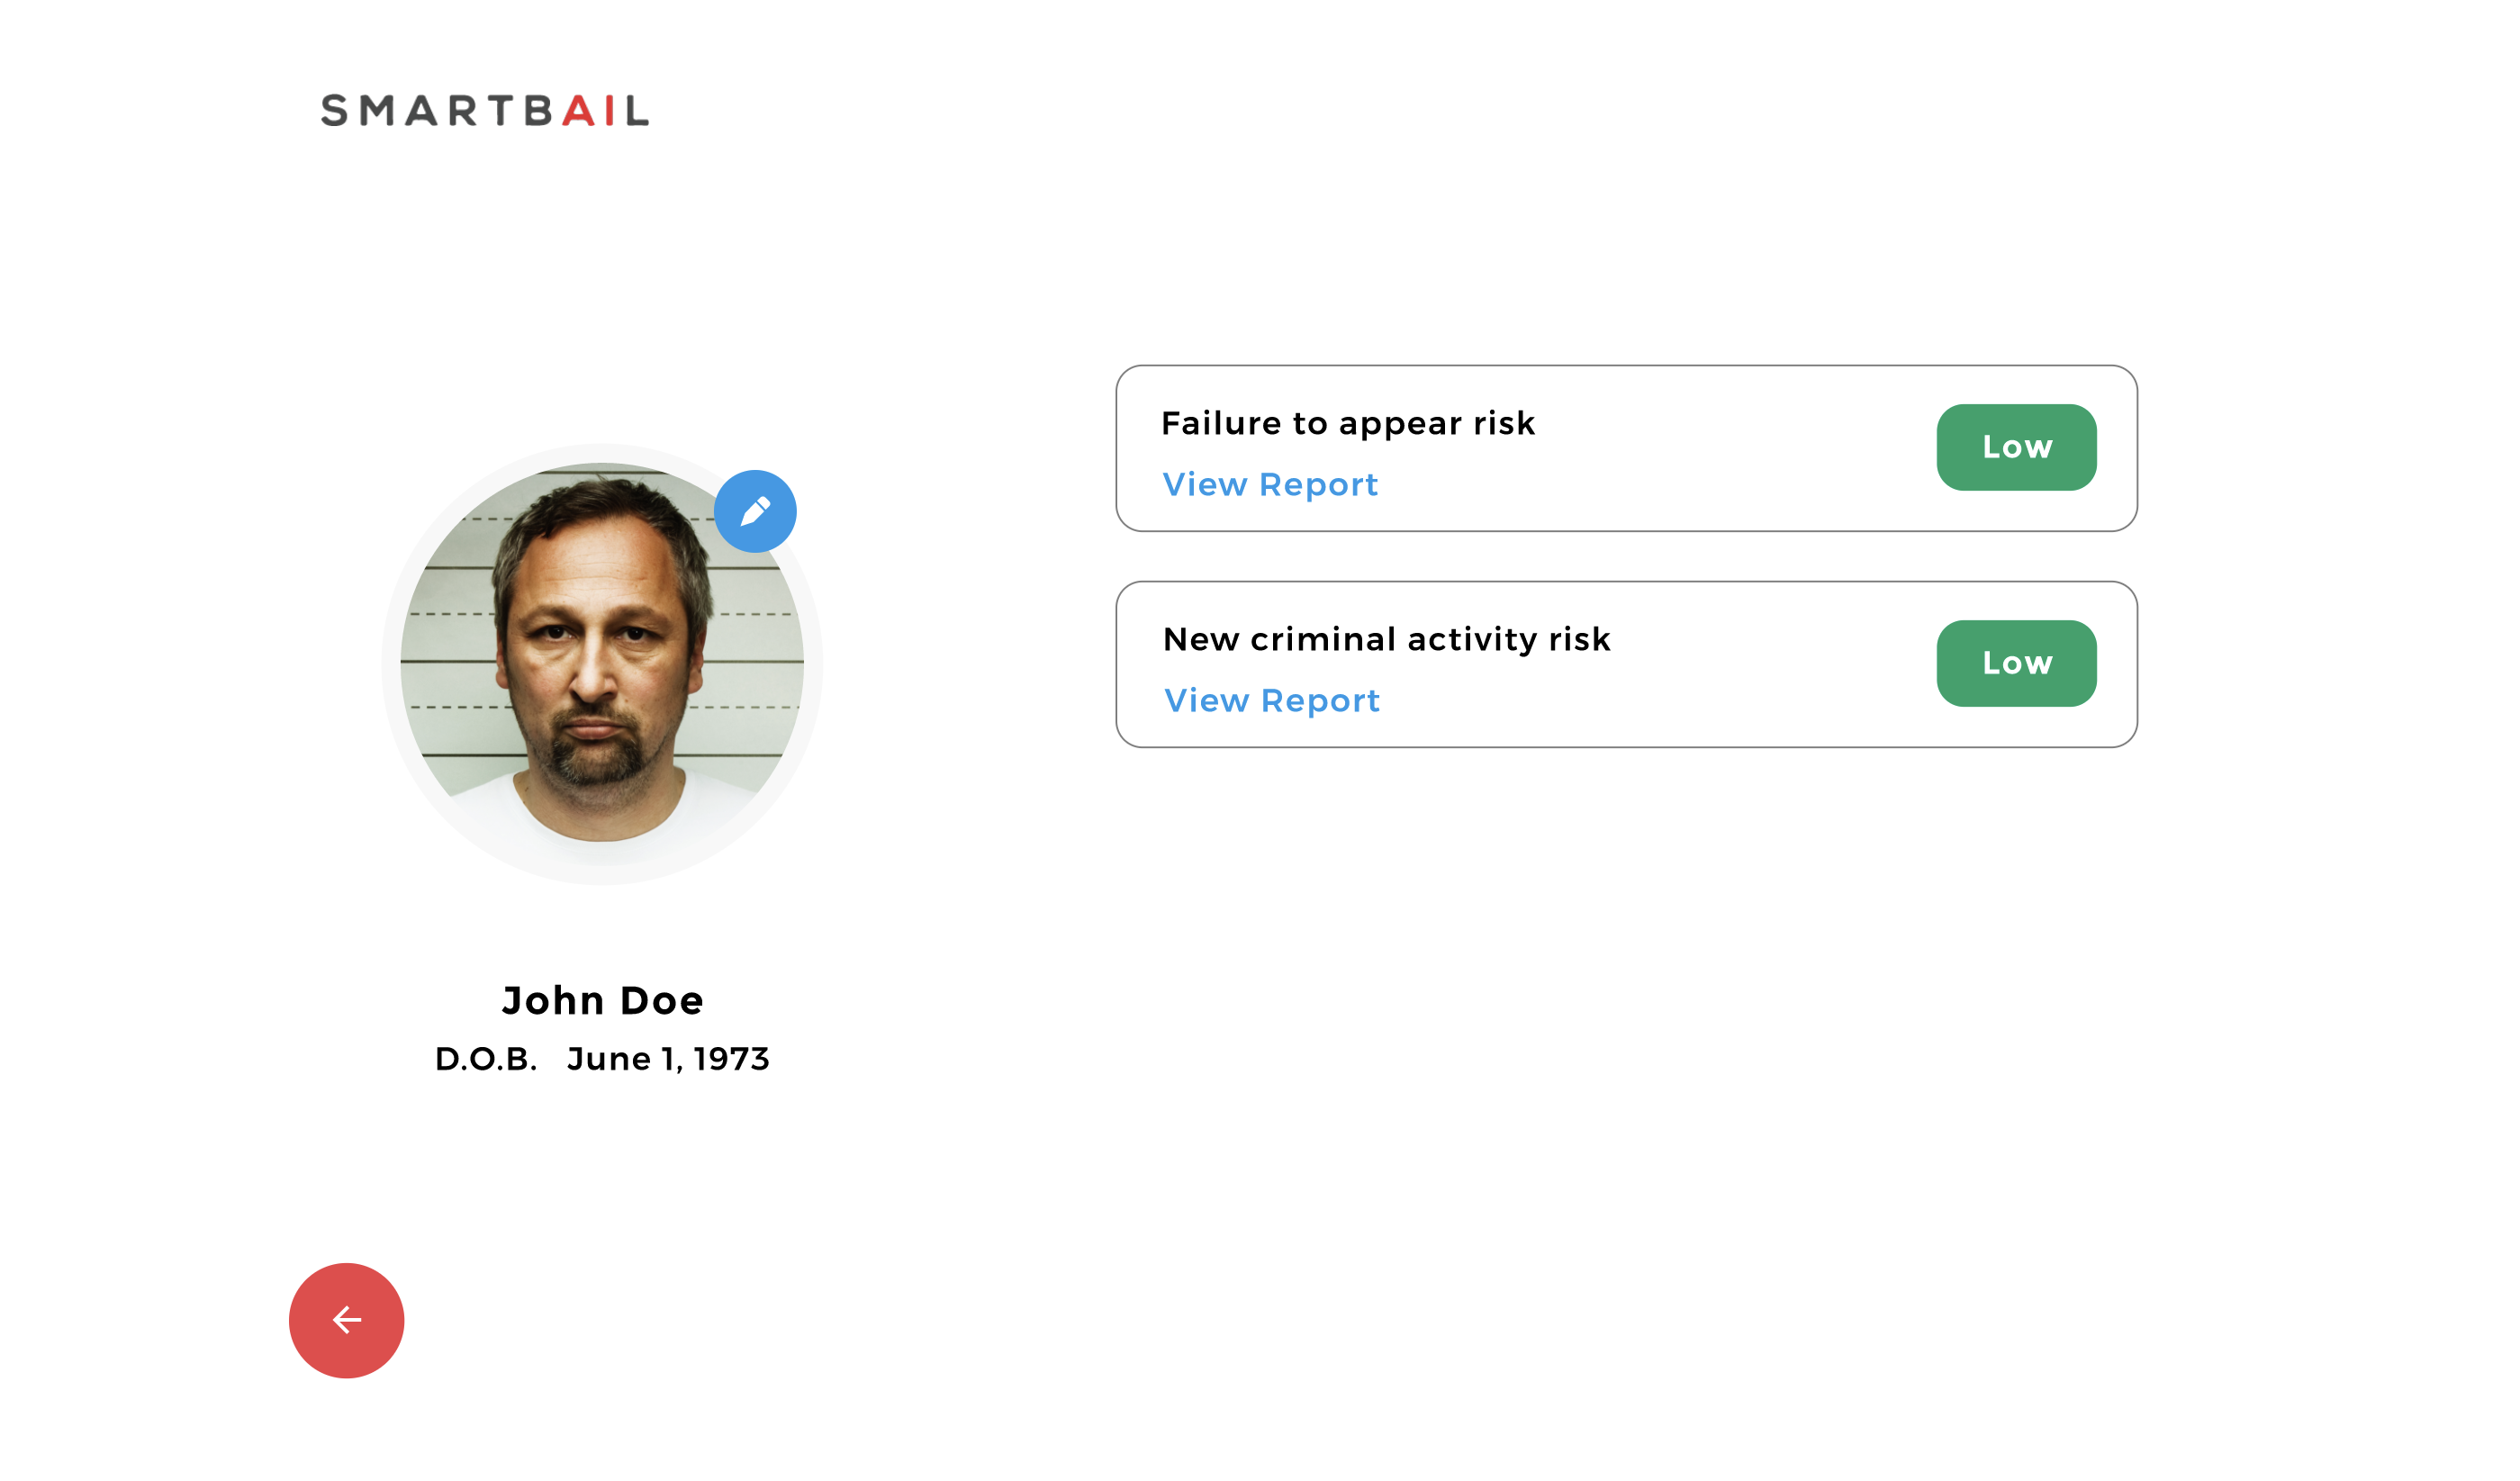 SMARTBAIL
Failure to appear risk
Low
View Report
New criminal activity risk
Low
View Report
John Doe
D.O.B. June 1, 1973